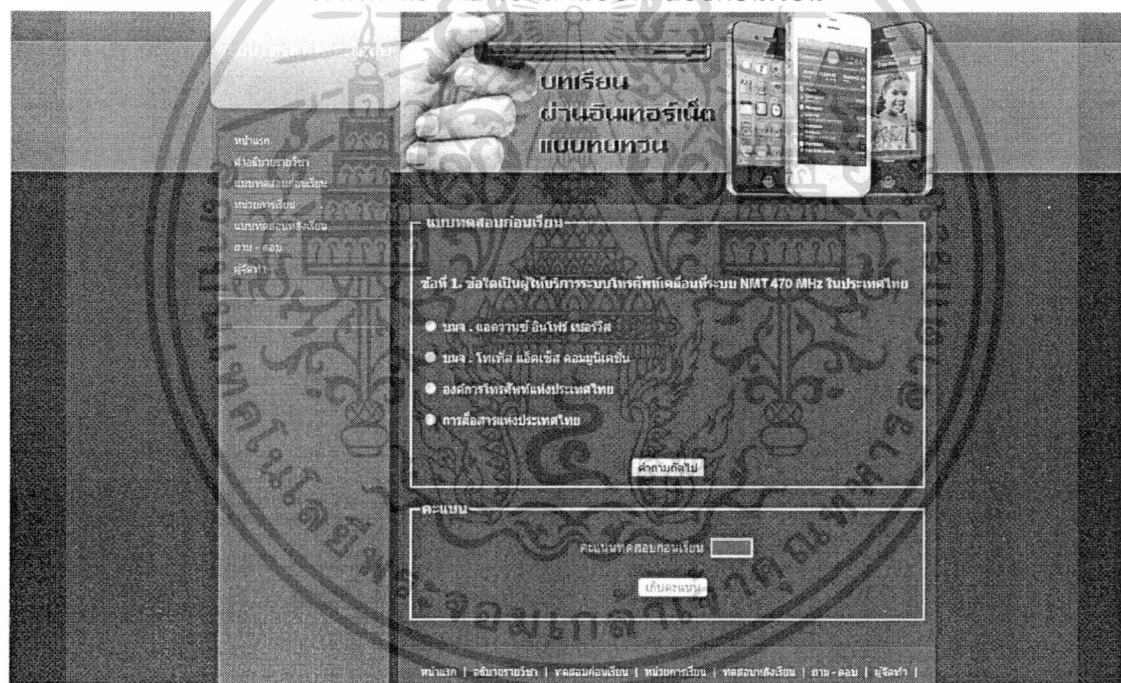 บทเรียน
ผ่านอินเทอร์เน็ต
แบบทบทวน
หน้าแรก
คำอธิบายรายวิชา
แบบทดสอบก่อนเรียน
หน่วยการเรียน
แบบทดสอบหลังเรียน
ถาม - ตอบ
ผู้จัดทำ
แบบทดสอบก่อนเรียน
ข้อที่ 1. ข้อใดเป็นผู้ให้บริการระบบโทรศัพท์เคลื่อนที่ระบบ NMT 470 MHz ในประเทศไทย
บมจ . แอดวานซ์ อินโฟร์ เซอร์วิส
บมจ . โทเทิ่ล แอ็คเซ็ส คอมมูนิเคชั่น
องค์การโทรศัพท์แห่งประเทศไทย
การสื่อสารแห่งประเทศไทย
คำถามถัดไป
คะแนน
คะแนนทดสอบก่อนเรียน
เก็บคะแนน
หน้าแรก | อธิบายรายวิชา | ทดสอบก่อนเรียน | หน่วยการเรียน | ทดสอบหลังเรียน | ถาม - ตอบ | ผู้จัดทำ |